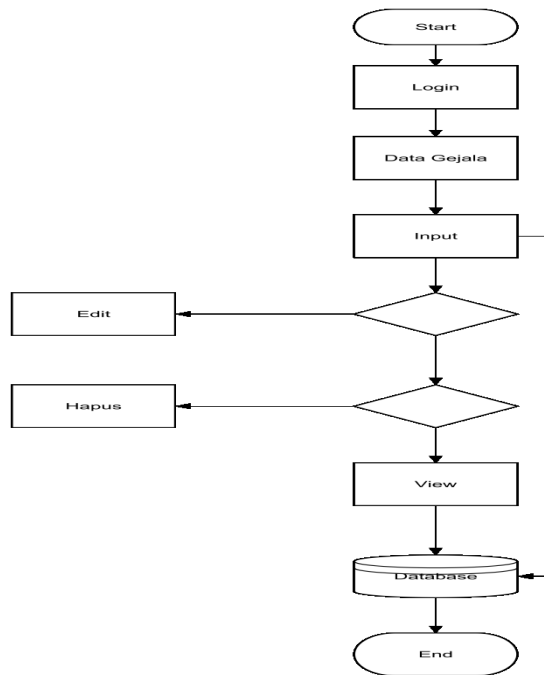 Start
Login
Data Gejala
Input
Edit
Hapus
View
Database
End